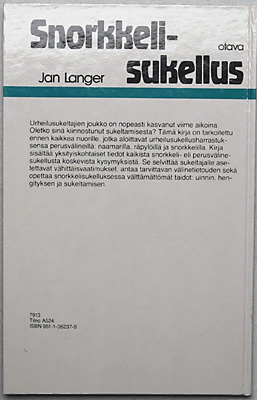 Snorkkeli-
otava
Jan Langer
sukellus
Urheilusukeltajien joukko on nopeasti kasvanut viime aikoina.
Oletko sinä kiinnostunut sukeltamisesta? Tämä kirja on tarkoitettu
ennen kaikkea nuorille, jotka aloittavat urheilusukellusharrastuk-
sensa perusvälineillä, naamarilla, räpylöillä ja snorkkelilla. Kirja
sisältää yksityiskohtaiset tiedot kaikista snorkkeli- eli perusväline-
sukellusta koskevista kysymyksistä. Se selvittää sukeltajalle ase-
tettavat vähittäisvaatimukset, antaa tarvittavan välinetietouden sekä
opettaa snorkkelisukelluksessa välttämättömät taidot: uinnin, hen-
gityksen ja sukeltamisen.
7913
Tilno A524
ISBN 951-1-06237-9